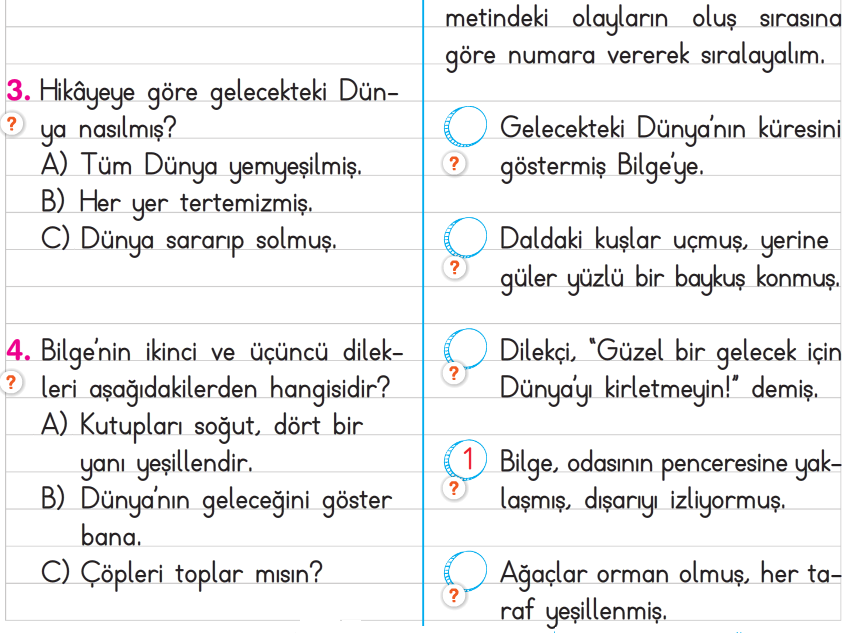 3. Hikâyeye göre gelecekteki Dün-
? ya nasılmış?
A) Tüm Dünya yemyeşilmiş.
B) Her yer tertemizmiş.
C) Dünya sararıp solmuş.
4. Bilge'nin ikinci ve üçüncü dilek-
? leri aşağıdakilerden hangisidir?
A) Kutupları soğut, dört bir
yanı yeşillendir.
B) Dünya'nın geleceğini göster
bana.
C) Çöpleri toplar mısın?
metindeki olayların oluş sırasına
göre numara vererek sıralayalım.
Gelecekteki Dünya'nın küresini
? göstermiş Bilge'ye.
Daldaki kuşlar uçmuş, yerine
? güler yüzlü bir baykuş konmuş.
Dilekçi, "Güzel bir gelecek için
? Dünya'yı kirletmeyin!" demiş.
1 Bilge, odasının penceresine yak-
? laşmış, dışarıyı izliyormuş.
Ağaçlar orman olmuş, her ta-
? raf yeşillenmiş.